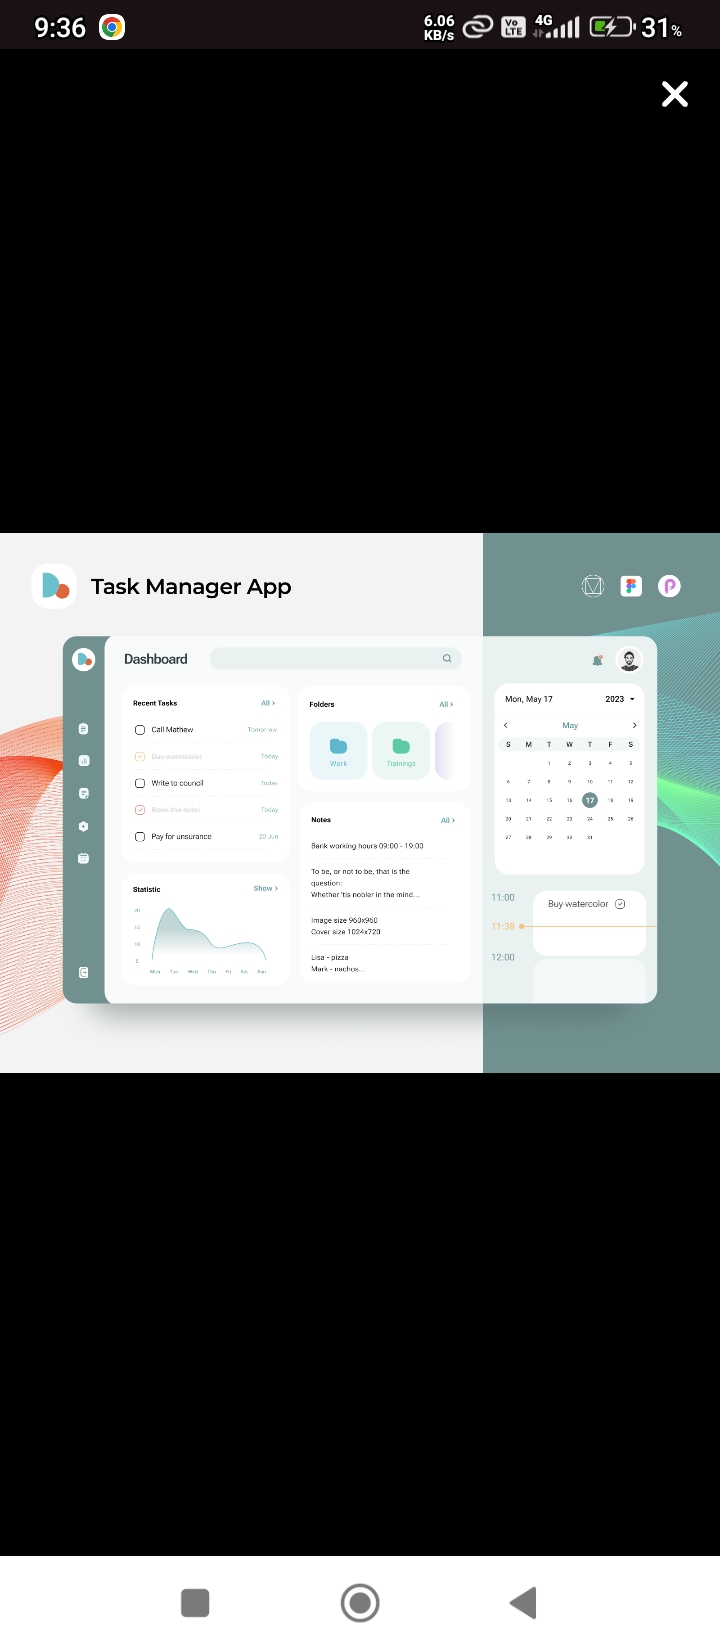 9:36
6.06
KB/s
Vo
LTE
4G
31%
Task Manager App
Dashboard
Recent Tasks
All >
Call Mathew
Tomorrow
Buy watercolor
Today
Write to council
Today
Book the hotel
Today
Pay for unsurance
20 Jun
Statistic
Show >
20
15
10
5
Mon Tue Wed Thu Fri Sat Sun
Folders
All >
Work
Trainings
Notes
All >
Bank working hours 09:00 - 19:00
To be, or not to be, that is the
question:
Whether 'tis nobler in the mind...
Image size 960x960
Cover size 1024x720
Lisa - pizza
Mark - nachos...
Mon, May 17
2023
< May >
S M T W T F S
1 2 3 4 5
6 7 8 9 10 11 12
13 14 15 16 17 18 19
20 21 22 23 24 25 26
27 28 29 30 31
11:00
Buy watercolor
11:38
12:00